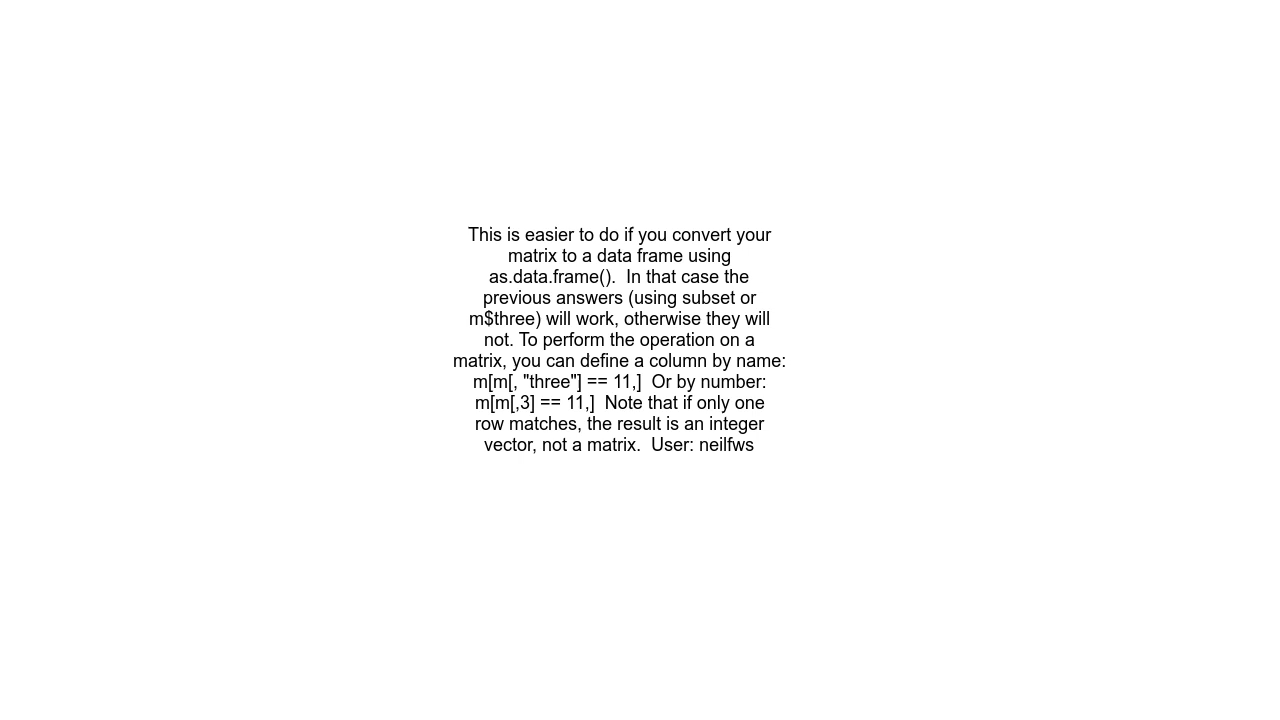 This is easier to do if you convert your
matrix to a data frame using
as.data.frame().  In that case the
previous answers (using subset or
m$three) will work, otherwise they will
not. To perform the operation on a
matrix, you can define a column by name:
m[m[, "three"] == 11,]  Or by number:
m[m[,3] == 11,]  Note that if only one
row matches, the result is an integer
vector, not a matrix.  User: neilfws